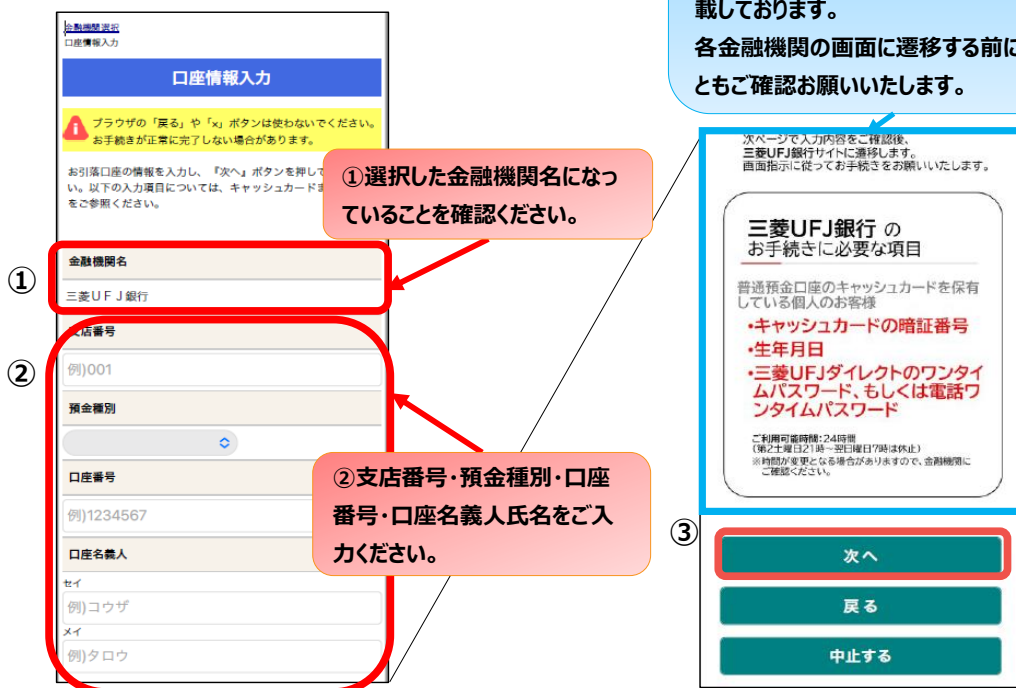 金融機関選択
口座情報入力
口座情報入力
ブラウザの「戻る」や「x」ボタンは使わないでください。
お手続きが正常に完了しない場合があります。
お引落口座の情報を入力し、『次へ』ボタンを押して
い。以下の入力項目については、キャッシュカード
をご参照ください。
①選択した金融機関名になっ
ていることを確認ください。
①
金融機関名
三菱UFJ銀行
②
支店番号
例)001
預金種別
口座番号
例)1234567
口座名義人
セイ
例)コウザ
メイ
例)タロウ
②支店番号・預金種別・口座
番号・口座名義人氏名をご入
力ください。
載しております。
各金融機関の画面に遷移する前に
ともご確認お願いいたします。
次ページで入力内容をご確認後、
三菱UFJ銀行サイトに遷移します。
画面指示に従ってお手続きをお願いいたします。
三菱UFJ銀行 の
お手続きに必要な項目
普通預金口座のキャッシュカードを保有
している個人のお客様
・キャッシュカードの暗証番号
・生年月日
・三菱UFJダイレクトのワンタイ
ムパスワード、もしくは電話ワ
ンタイムパスワード
ご利用可能時間：24時間
(第2土曜日21時～翌日曜日7時は休止)
※時間が変更となる場合がありますので、金融機関に
ご確認ください。
③
次へ
戻る
中止する